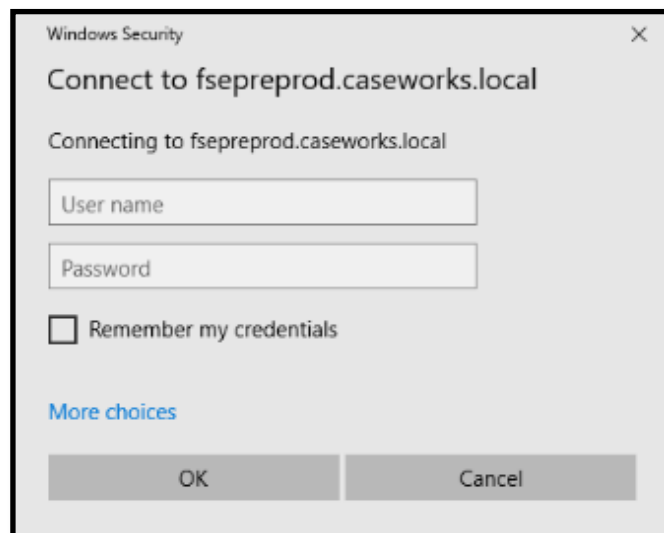 Windows Security
Connect to fsepreprod.caseworks.local
Connecting to fsepreprod.caseworks.local
User name
Password
Remember my credentials
More choices
OK Cancel